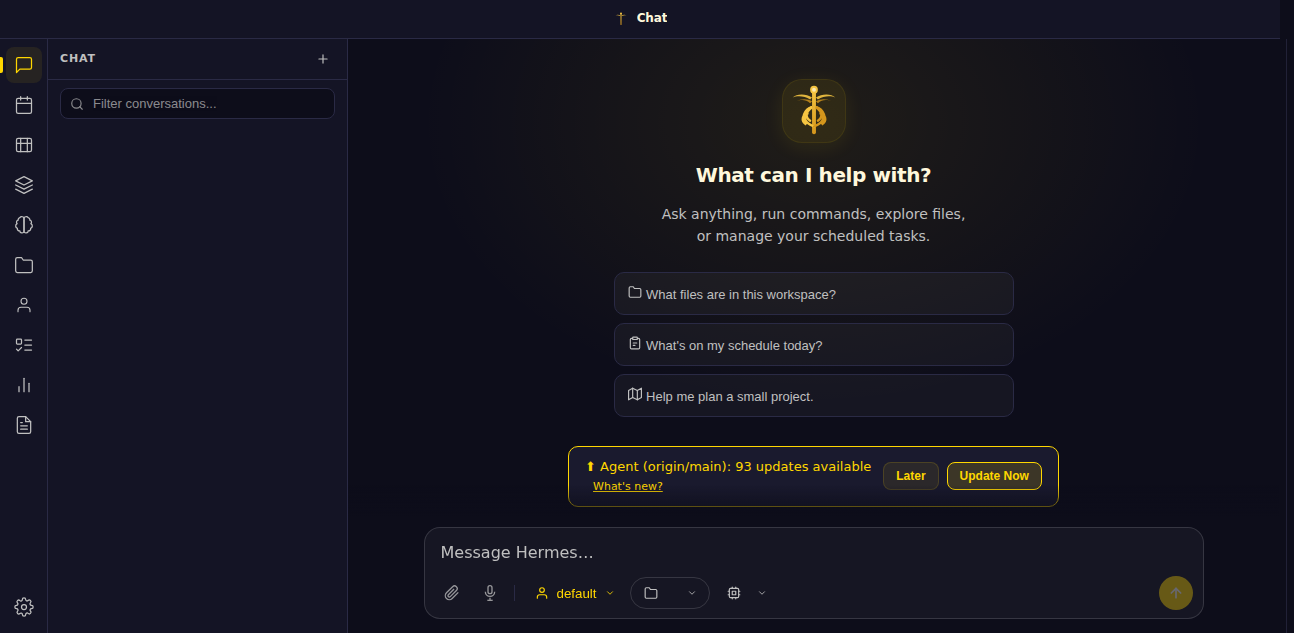 Chat
CHAT
Filter conversations...
What can I help with?
Ask anything, run commands, explore files,
or manage your scheduled tasks.
What files are in this workspace?
What's on my schedule today?
Help me plan a small project.
⬆ Agent (origin/main): 93 updates available
What's new?
Later
Update Now
Message Hermes…
default